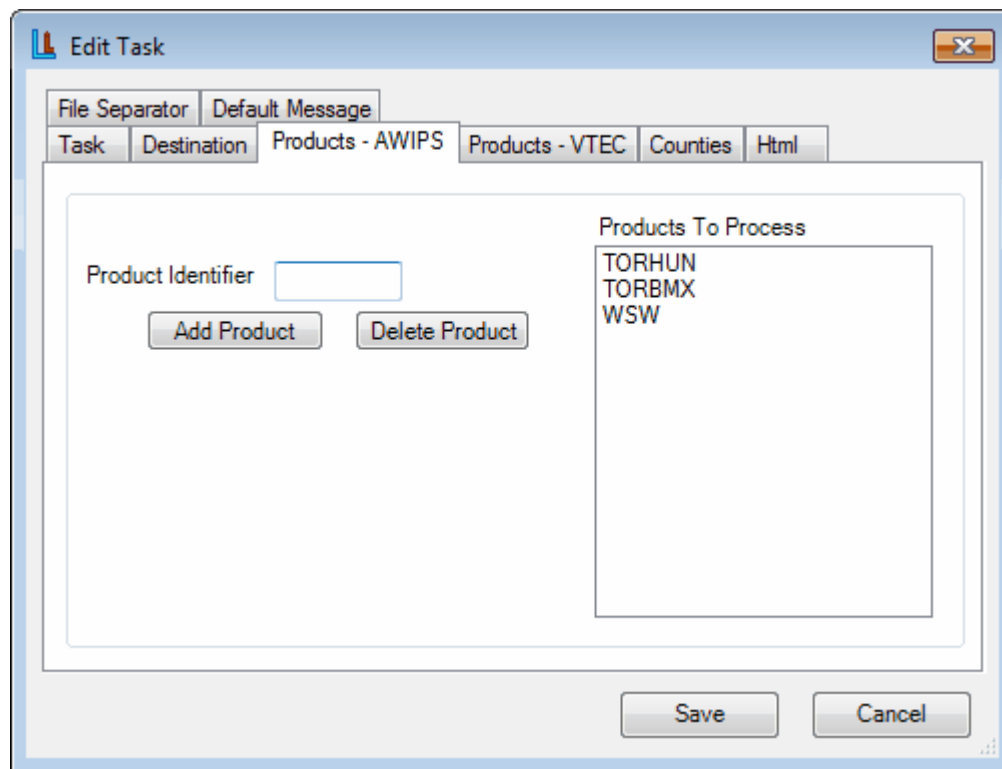 Edit Task
File Separator Default Message
Task Destination Products - AWIPS Products - VTEC Counties Html
Products To Process
Product Identifier
TORHUN
TORBMX
WSW
Add Product Delete Product
Save Cancel